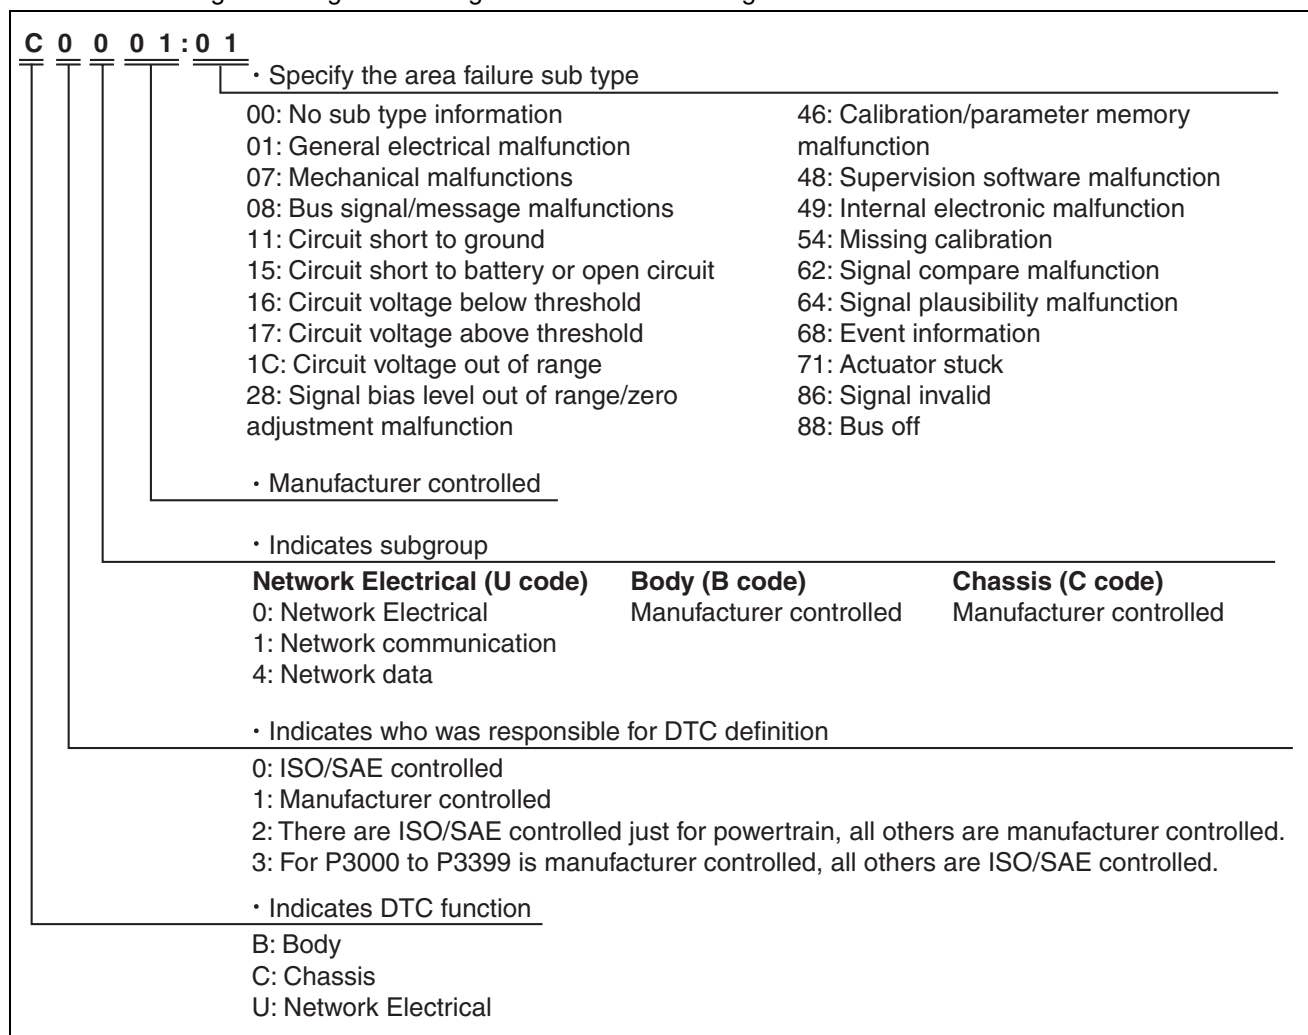 C 0 0 0 1 : 0 1
· Specify the area failure sub type
00: No sub type information
01: General electrical malfunction
07: Mechanical malfunctions
08: Bus signal/message malfunctions
11: Circuit short to ground
15: Circuit short to battery or open circuit
16: Circuit voltage below threshold
17: Circuit voltage above threshold
1C: Circuit voltage out of range
28: Signal bias level out of range/zero
adjustment malfunction
46: Calibration/parameter memory
malfunction
48: Supervision software malfunction
49: Internal electronic malfunction
54: Missing calibration
62: Signal compare malfunction
64: Signal plausibility malfunction
68: Event information
71: Actuator stuck
86: Signal invalid
88: Bus off
· Manufacturer controlled
· Indicates subgroup
Network Electrical (U code)
0: Network Electrical
1: Network communication
4: Network data
Body (B code)
Manufacturer controlled
Chassis (C code)
Manufacturer controlled
· Indicates who was responsible for DTC definition
0: ISO/SAE controlled
1: Manufacturer controlled
2: There are ISO/SAE controlled just for powertrain, all others are manufacturer controlled.
3: For P3000 to P3399 is manufacturer controlled, all others are ISO/SAE controlled.
· Indicates DTC function
B: Body
C: Chassis
U: Network Electrical